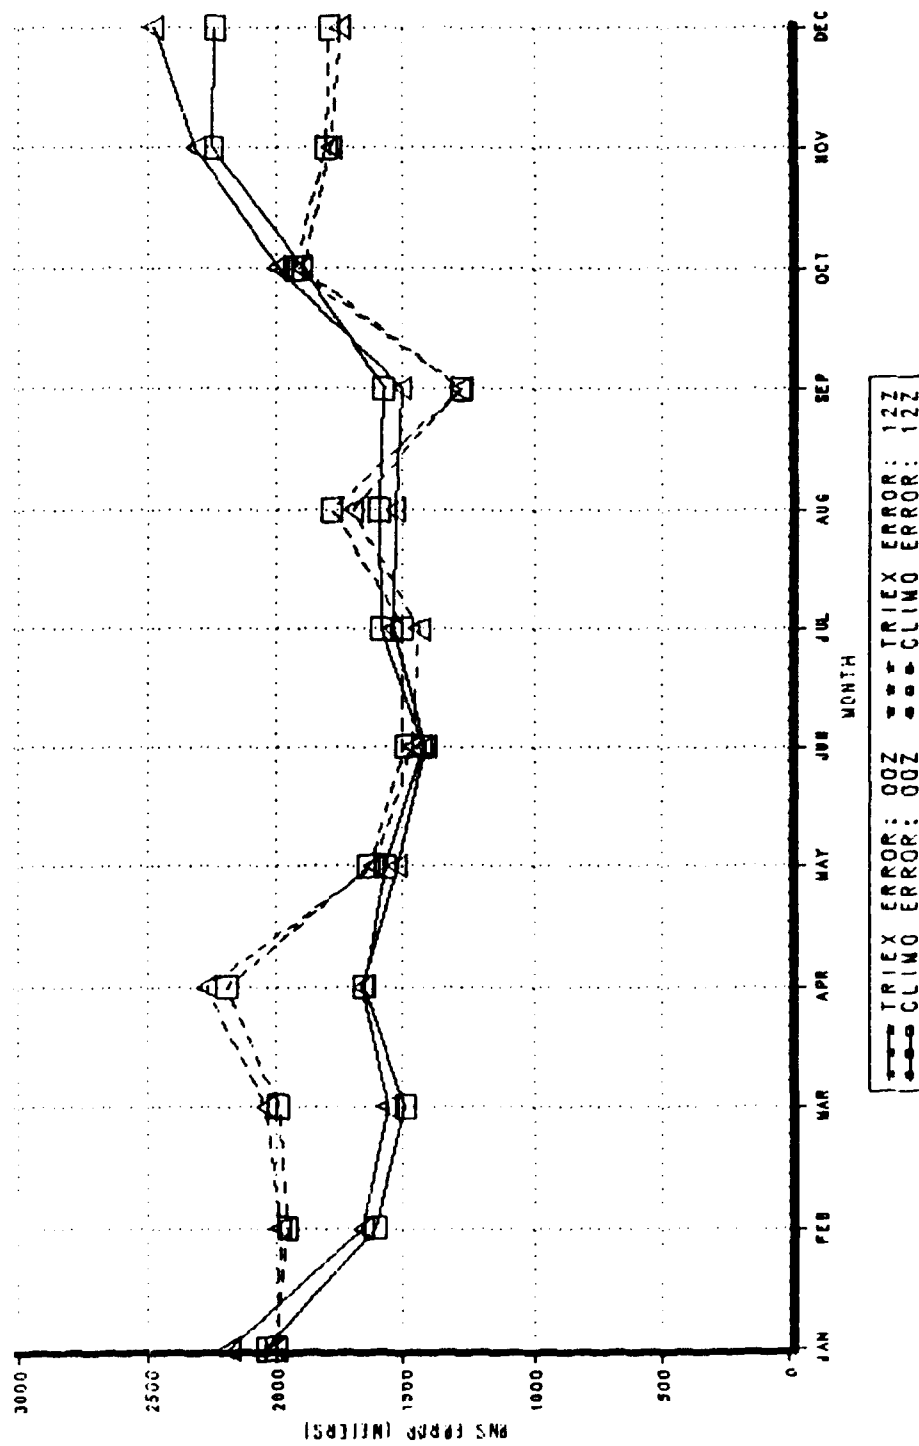 3000
2500
2000
1500
1000
500
0
RMS ERROR (METERS)
JAN
FEB
MAR
APR
MAY
JUN
JUL
AUG
SEP
OCT
NOV
DEC
MONTH
TRIEX ERROR: 00Z TRIEX ERROR: 12Z
CLIMO ERROR: 00Z CLIMO ERROR: 12Z